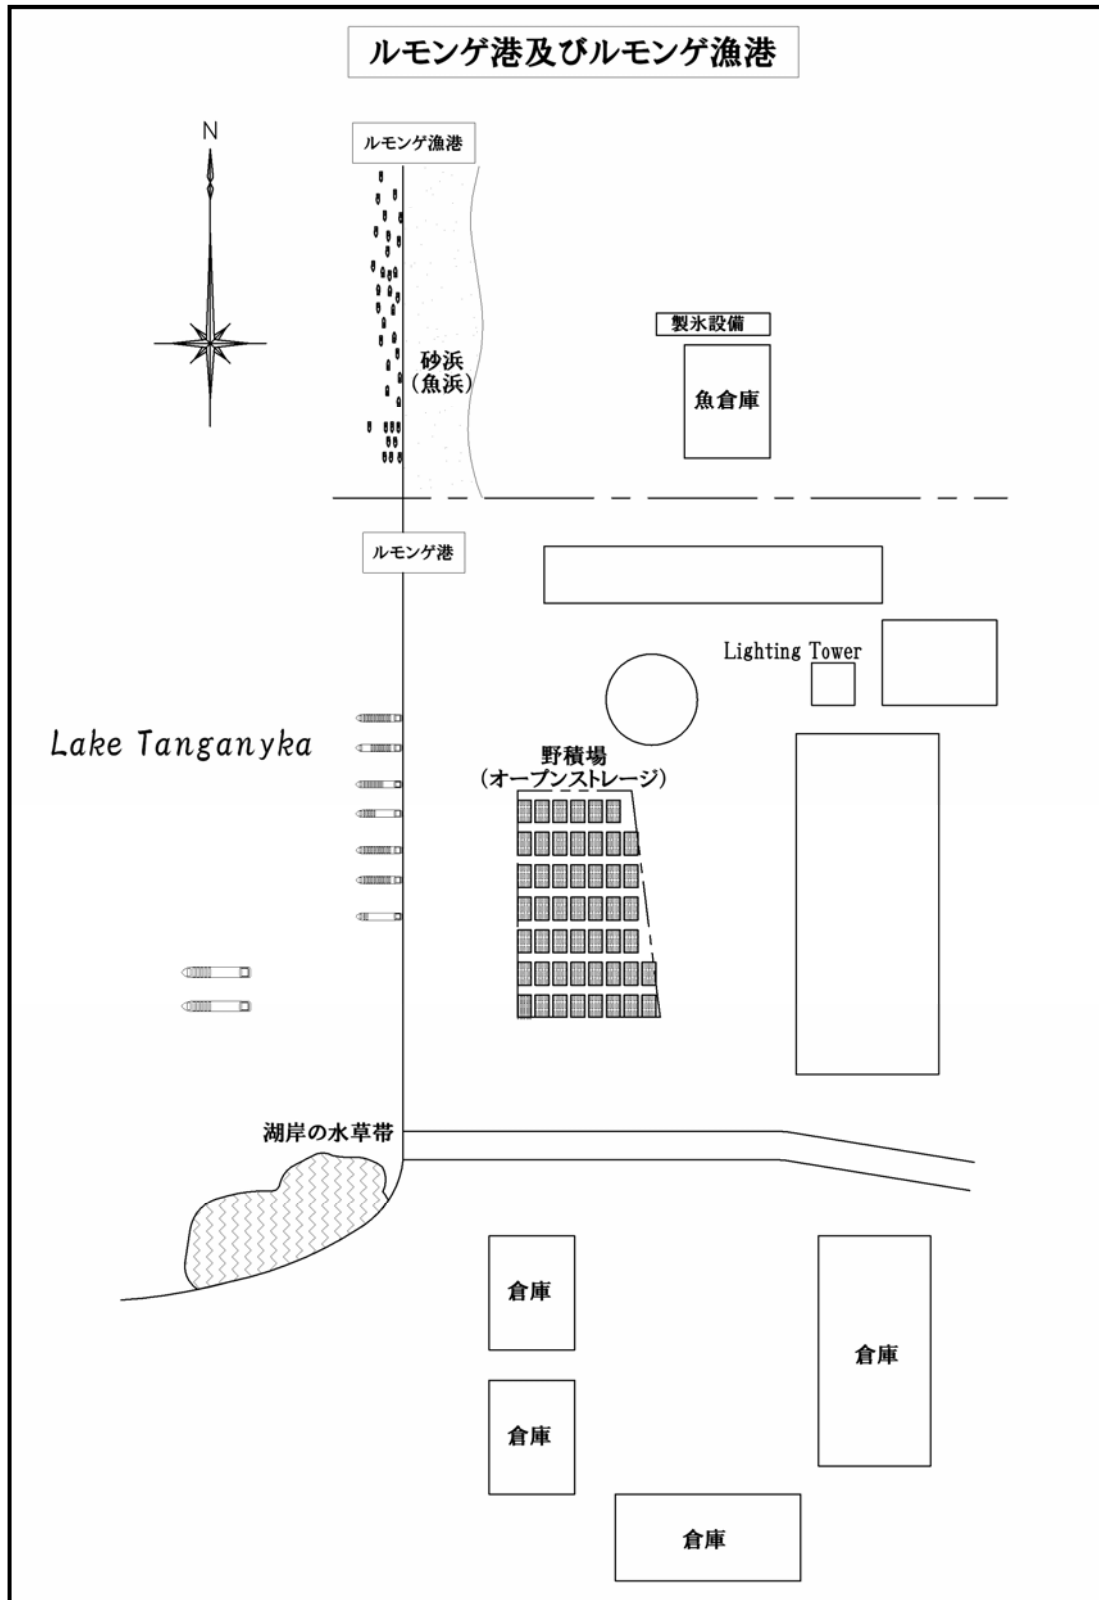 ルモンゲ港及びルモンゲ漁港
N
ルモンゲ漁港
製氷設備
砂浜
(魚浜)
魚倉庫
ルモンゲ港
Lighting Tower
Lake Tanganyka
野積場
(オープンストレージ)
湖岸の水草帯
倉庫
倉庫
倉庫
倉庫